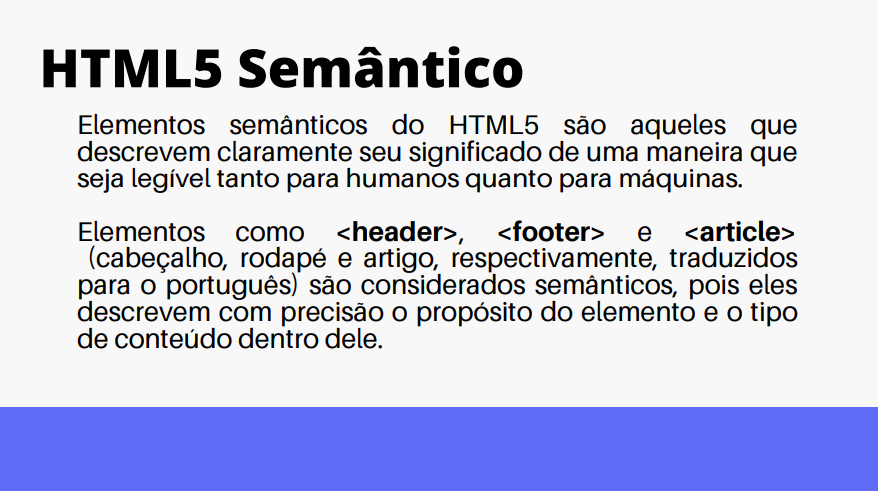 HTML5 Semântico
Elementos semânticos do HTML5 são aqueles que
descrevem claramente seu significado de uma maneira que
seja legível tanto para humanos quanto para máquinas.
Elementos como <header>, <footer> e <article>
(cabeçalho, rodapé e artigo, respectivamente, traduzidos
para o português) são considerados semânticos, pois eles
descrevem com precisão o propósito do elemento e o tipo
de conteúdo dentro dele.